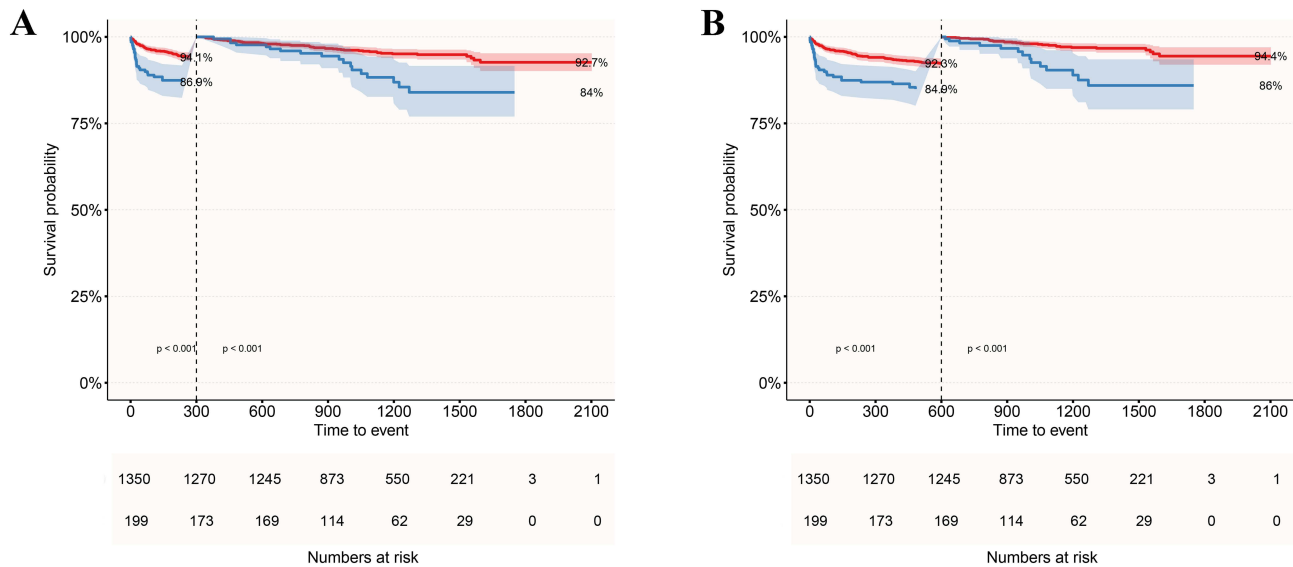 A
100%
75%
50%
25%
0%
Survival probability
94.1%
86.9%
92.7%
84%
p < 0.001
p < 0.001
0 300 600 900 1200 1500 1800 2100
Time to event
1350 1270 1245 873 550 221 3 1
199 173 169 114 62 29 0 0
Numbers at risk
B
100%
75%
50%
25%
0%
Survival probability
92.3%
84.9%
94.4%
86%
p < 0.001
p < 0.001
0 300 600 900 1200 1500 1800 2100
Time to event
1350 1270 1245 873 550 221 3 1
199 173 169 114 62 29 0 0
Numbers at risk